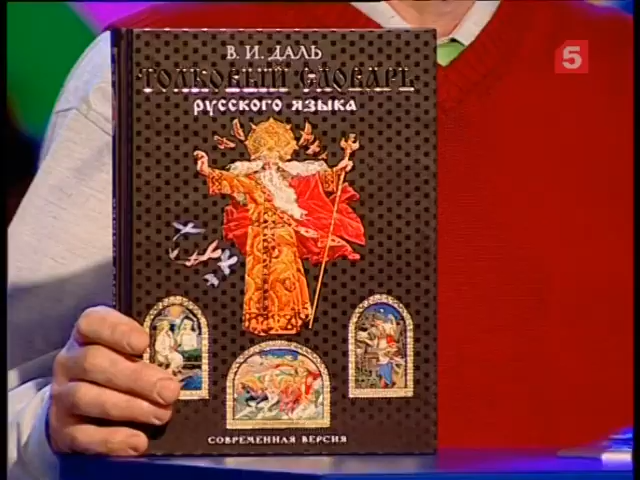 В. И. ДАЛЬ
ТОЛКОВЫЙ СЛОВАРЬ
РУССКОГО ЯЗЫКА
СОВРЕМЕННАЯ ВЕРСИЯ
5